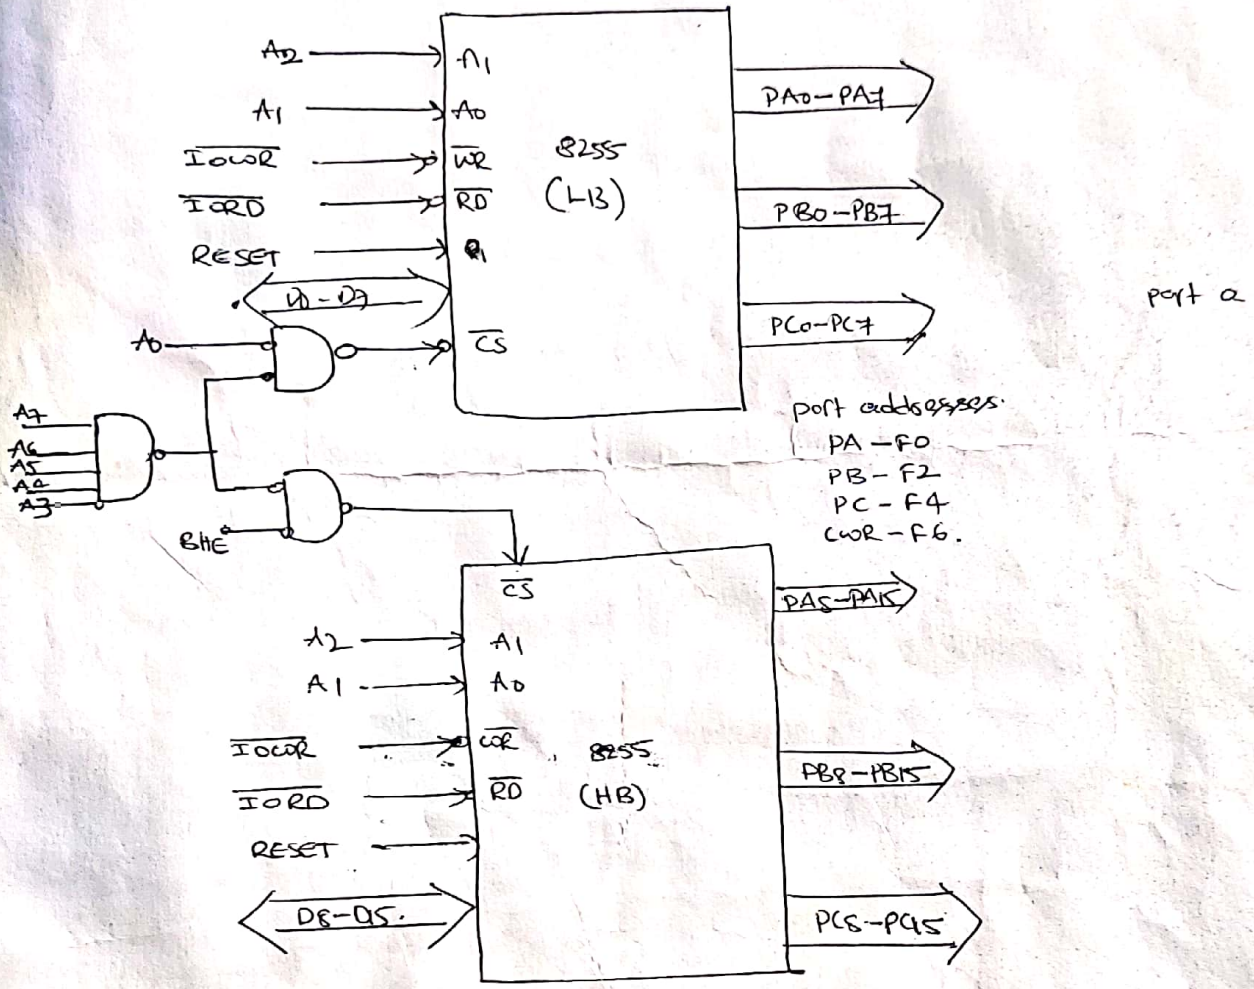 A2
A1
A1
A0
PA0-PA7
IOWR
WR
8255
IORD
RD
(LB)
PB0-PB7
RESET
D0-D7
port a
PC0-PC7
A0
CS
A7
A6
A5
A4
A3
port addresses.
PA - F0
PB - F2
PC - F4
CWR - F6.
BHE
CS
PA8-PA15
A2
A1
A1
A0
IOWR
WR
8255
PB8-PB15
IORD
RD
(HB)
RESET
D8-D15.
PC8-PC15